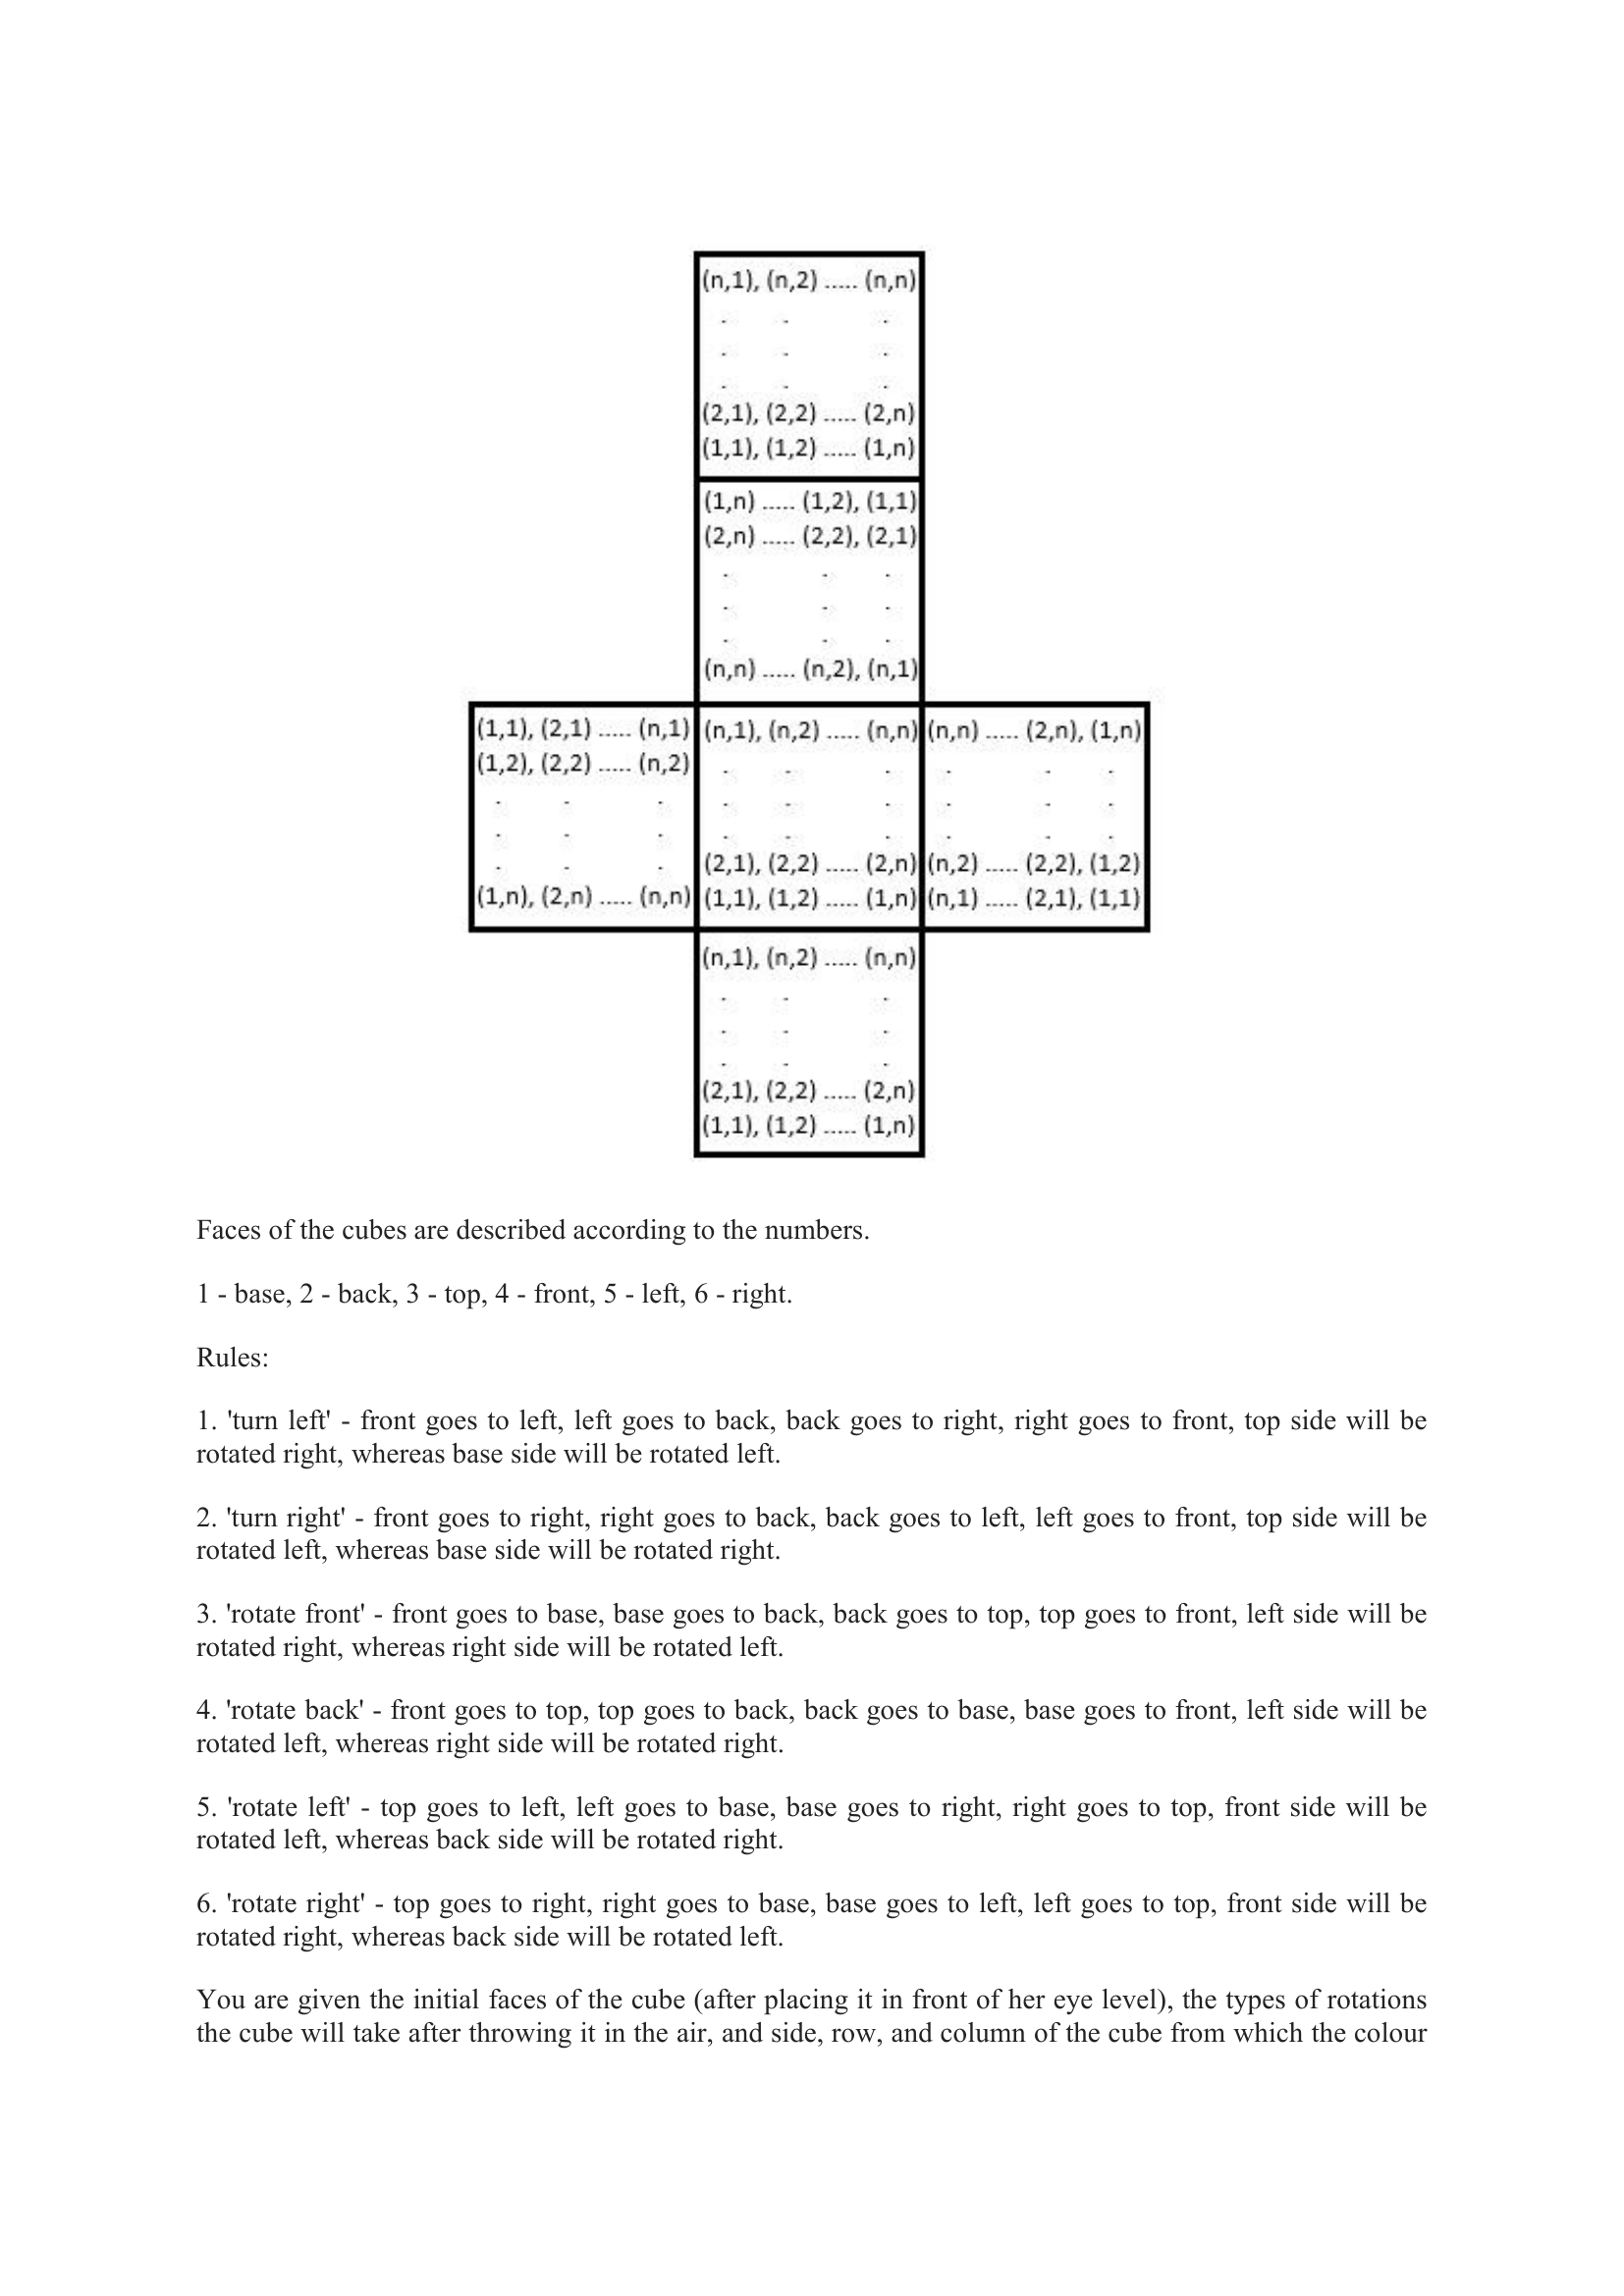 (n,1), (n,2) ..... (n,n)
. . .
. . .
. . .
(2,1), (2,2) ..... (2,n)
(1,1), (1,2) ..... (1,n)
(1,n) ..... (1,2), (1,1)
(2,n) ..... (2,2), (2,1)
. . .
. . .
. . .
(n,n) ..... (n,2), (n,1)
(1,1), (2,1) ..... (n,1) (n,1), (n,2) ..... (n,n) (n,n) ..... (2,n), (1,n)
(1,2), (2,2) ..... (n,2) . . . . . .
. . . . . . . . .
. . . . . . . . .
. . . (2,1), (2,2) ..... (2,n) (n,2) ..... (2,2), (1,2)
(1,n), (2,n) ..... (n,n) (1,1), (1,2) ..... (1,n) (n,1) ..... (2,1), (1,1)
(n,1), (n,2) ..... (n,n)
. . .
. . .
. . .
(2,1), (2,2) ..... (2,n)
(1,1), (1,2) ..... (1,n)
Faces of the cubes are described according to the numbers.
1 - base, 2 - back, 3 - top, 4 - front, 5 - left, 6 - right.
Rules:
1. 'turn left' - front goes to left, left goes to back, back goes to right, right goes to front, top side will be
rotated right, whereas base side will be rotated left.
2. 'turn right' - front goes to right, right goes to back, back goes to left, left goes to front, top side will be
rotated left, whereas base side will be rotated right.
3. 'rotate front' - front goes to base, base goes to back, back goes to top, top goes to front, left side will be
rotated right, whereas right side will be rotated left.
4. 'rotate back' - front goes to top, top goes to back, back goes to base, base goes to front, left side will be
rotated left, whereas right side will be rotated right.
5. 'rotate left' - top goes to left, left goes to base, base goes to right, right goes to top, front side will be
rotated left, whereas back side will be rotated right.
6. 'rotate right' - top goes to right, right goes to base, base goes to left, left goes to top, front side will be
rotated right, whereas back side will be rotated left.
You are given the initial faces of the cube (after placing it in front of her eye level), the types of rotations
the cube will take after throwing it in the air, and side, row, and column of the cube from which the colour